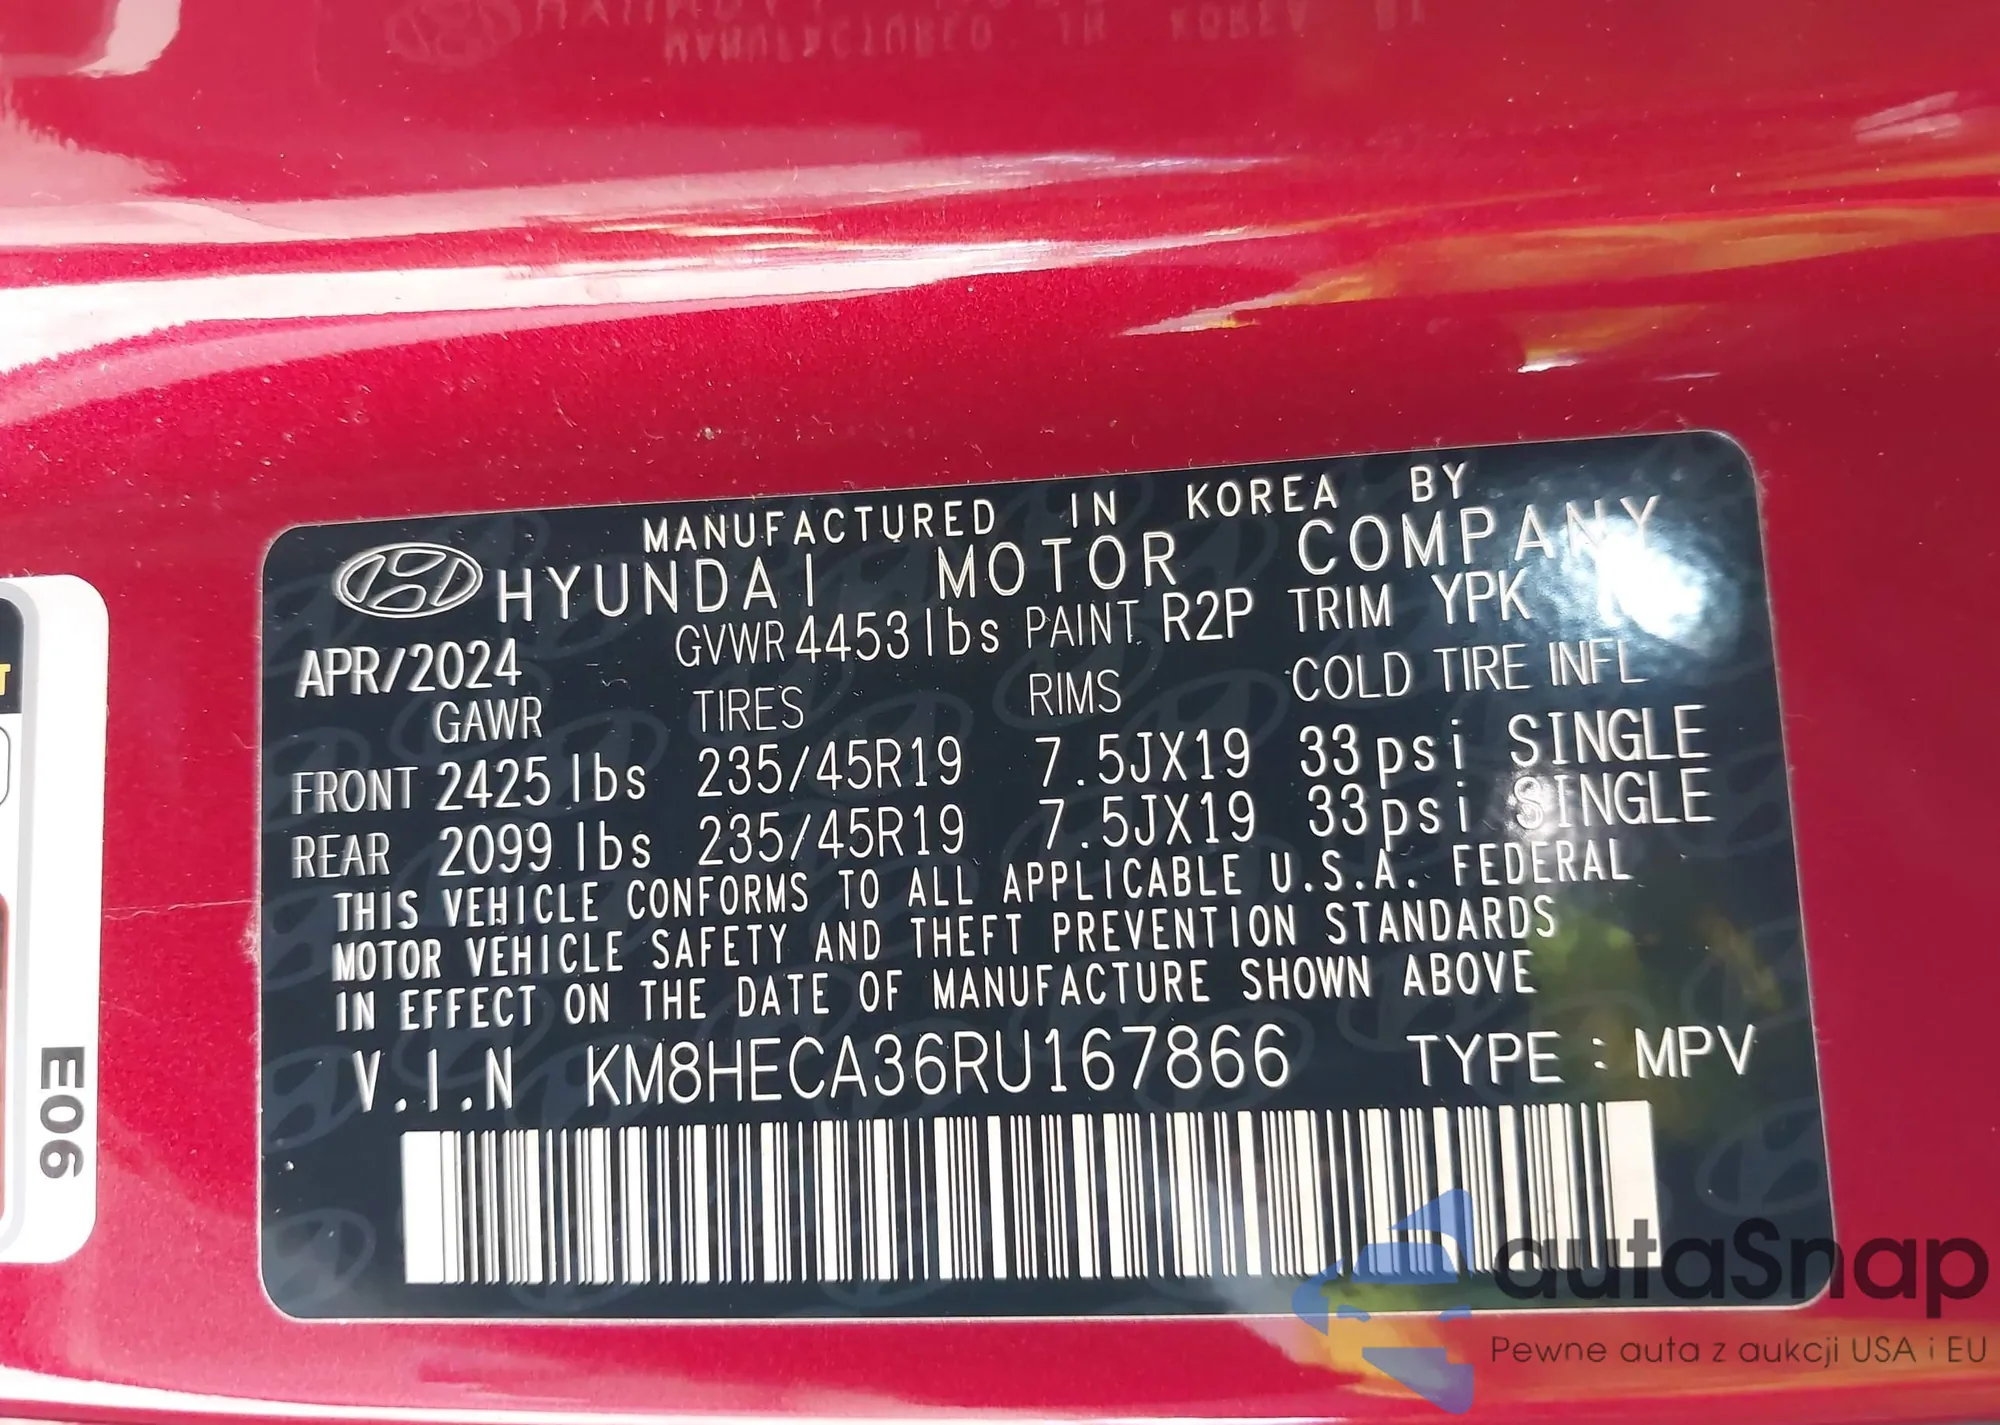 MANUFACTURED IN KOREA BY
HYUNDAI MOTOR COMPANY
APR/2024 GVWR 4453lbs PAINT R2P TRIM YPK
GAWR TIRES RIMS COLD TIRE INFL
FRONT 2425 lbs 235/45R19 7.5JX19 33psi SINGLE
REAR 2099 lbs 235/45R19 7.5JX19 33psi SINGLE
THIS VEHICLE CONFORMS TO ALL APPLICABLE U.S.A. FEDERAL
MOTOR VEHICLE SAFETY AND THEFT PREVENTION STANDARDS
IN EFFECT ON THE DATE OF MANUFACTURE SHOWN ABOVE
V.I.N KM8HECA36RU167866 TYPE : MPV
E06
autaSnap
Pewne auta z aukcji USA i EU